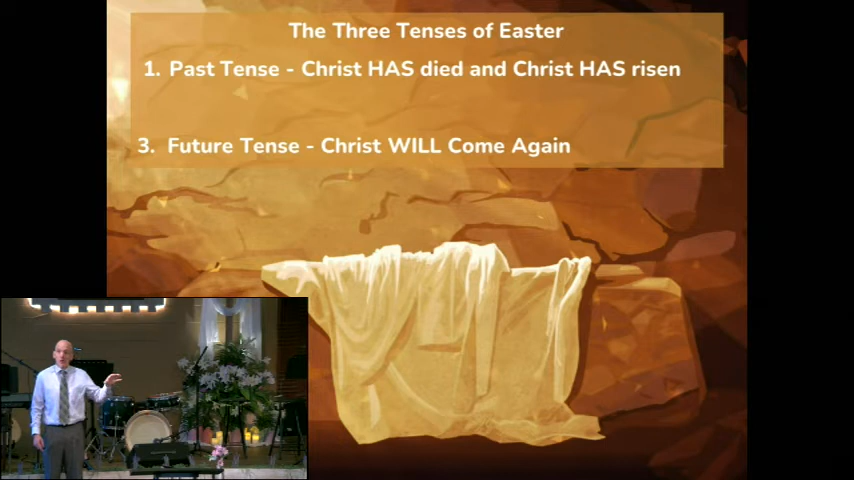 The Three Tenses of Easter
1. Past Tense - Christ HAS died and Christ HAS risen
3. Future Tense - Christ WILL Come Again